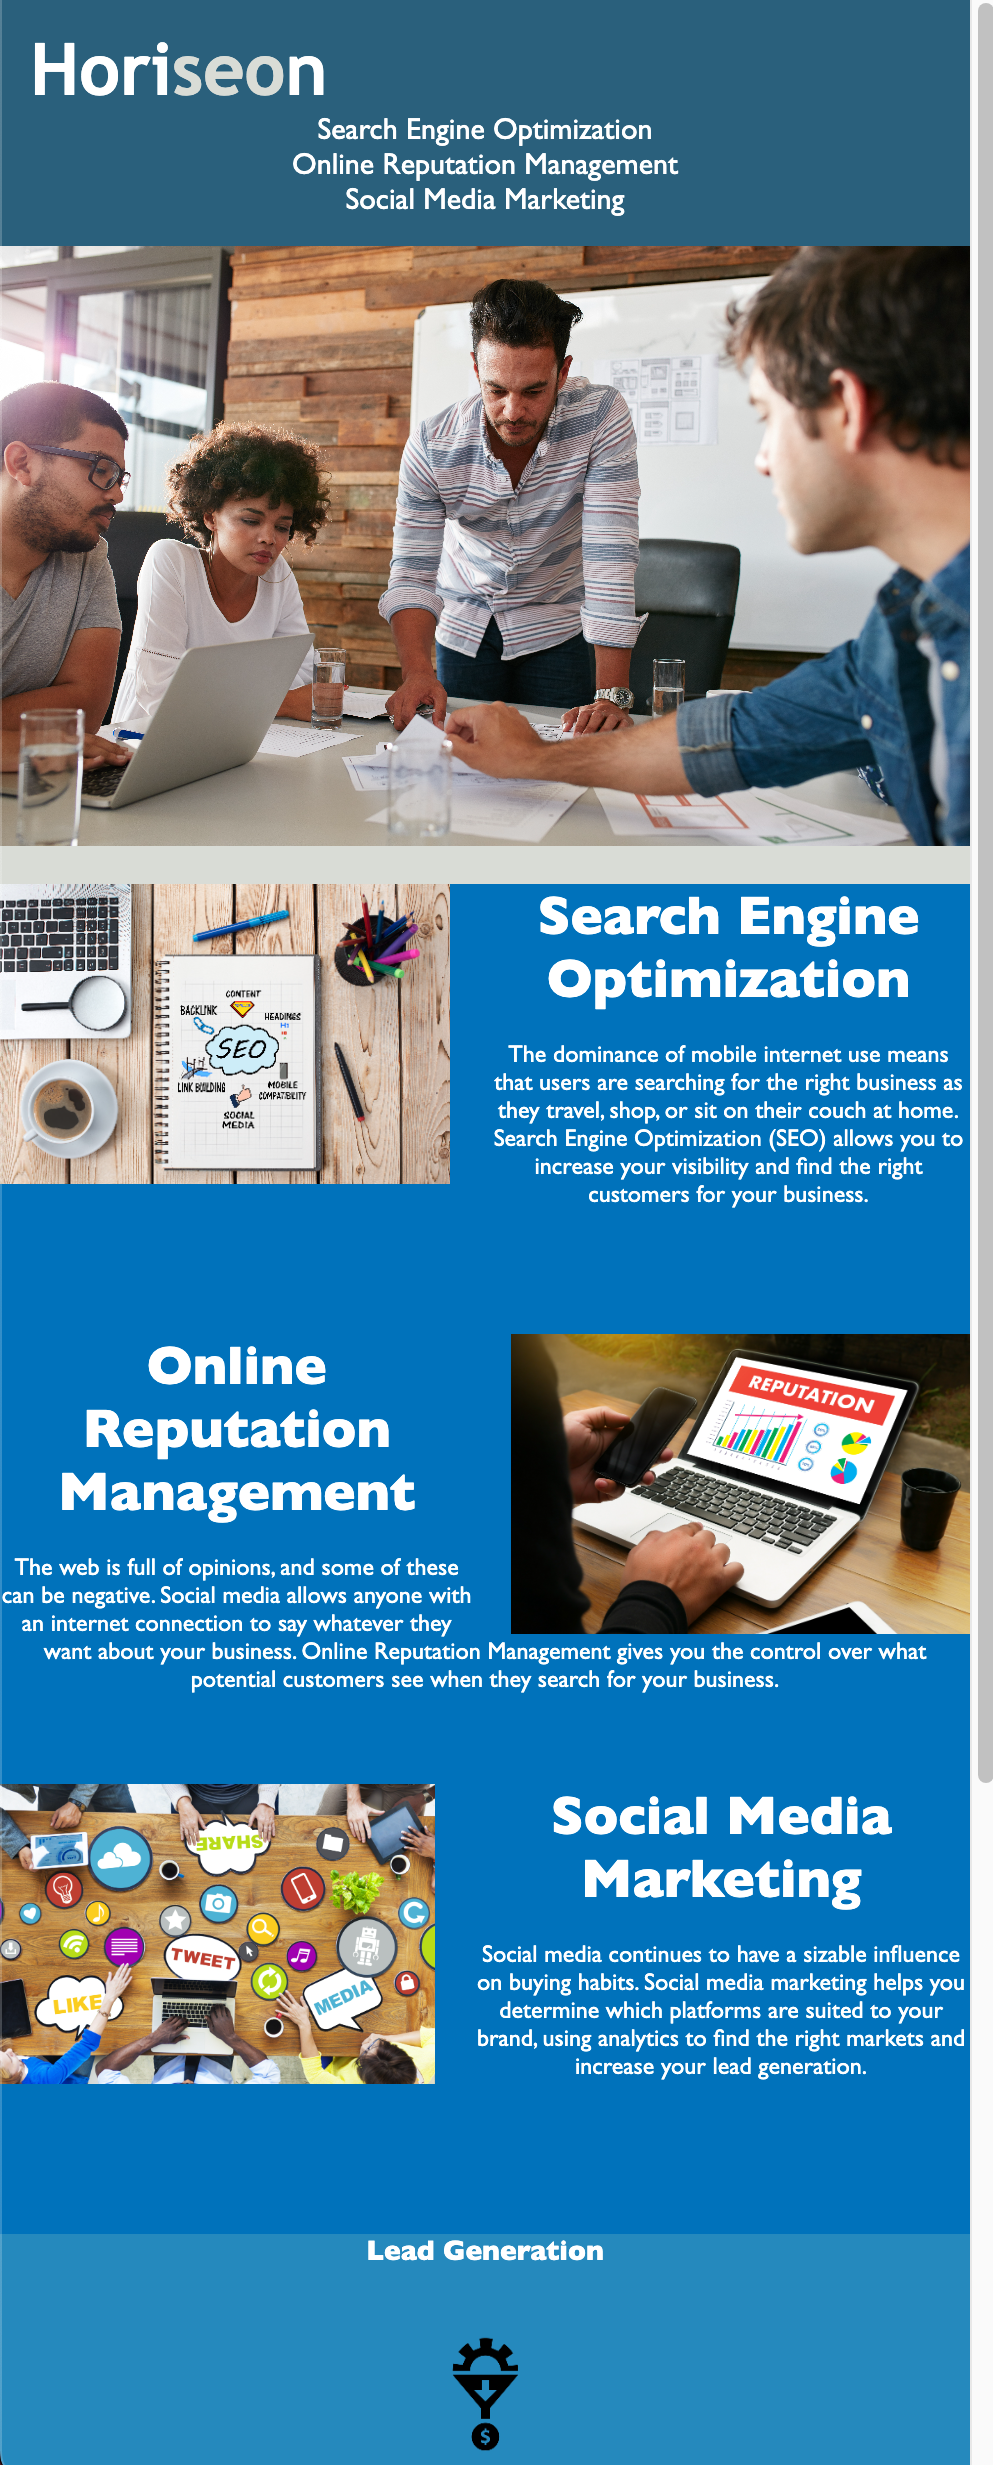 Horiseon
Search Engine Optimization
Online Reputation Management
Social Media Marketing
CONTENT
BACKLINK
HEADINGS
H1
SEO
LINK BUILDING
MOBILE
COMPATIBILITY
SOCIAL
MEDIA
Search Engine
Optimization
The dominance of mobile internet use means
that users are searching for the right business as
they travel, shop, or sit on their couch at home.
Search Engine Optimization (SEO) allows you to
increase your visibility and find the right
customers for your business.
Online
Reputation
Management
REPUTATION
The web is full of opinions, and some of these
can be negative. Social media allows anyone with
an internet connection to say whatever they
want about your business. Online Reputation Management gives you the control over what
potential customers see when they search for your business.
SHARE
TWEET
LIKE
MEDIA
Social Media
Marketing
Social media continues to have a sizable influence
on buying habits. Social media marketing helps you
determine which platforms are suited to your
brand, using analytics to find the right markets and
increase your lead generation.
Lead Generation
$